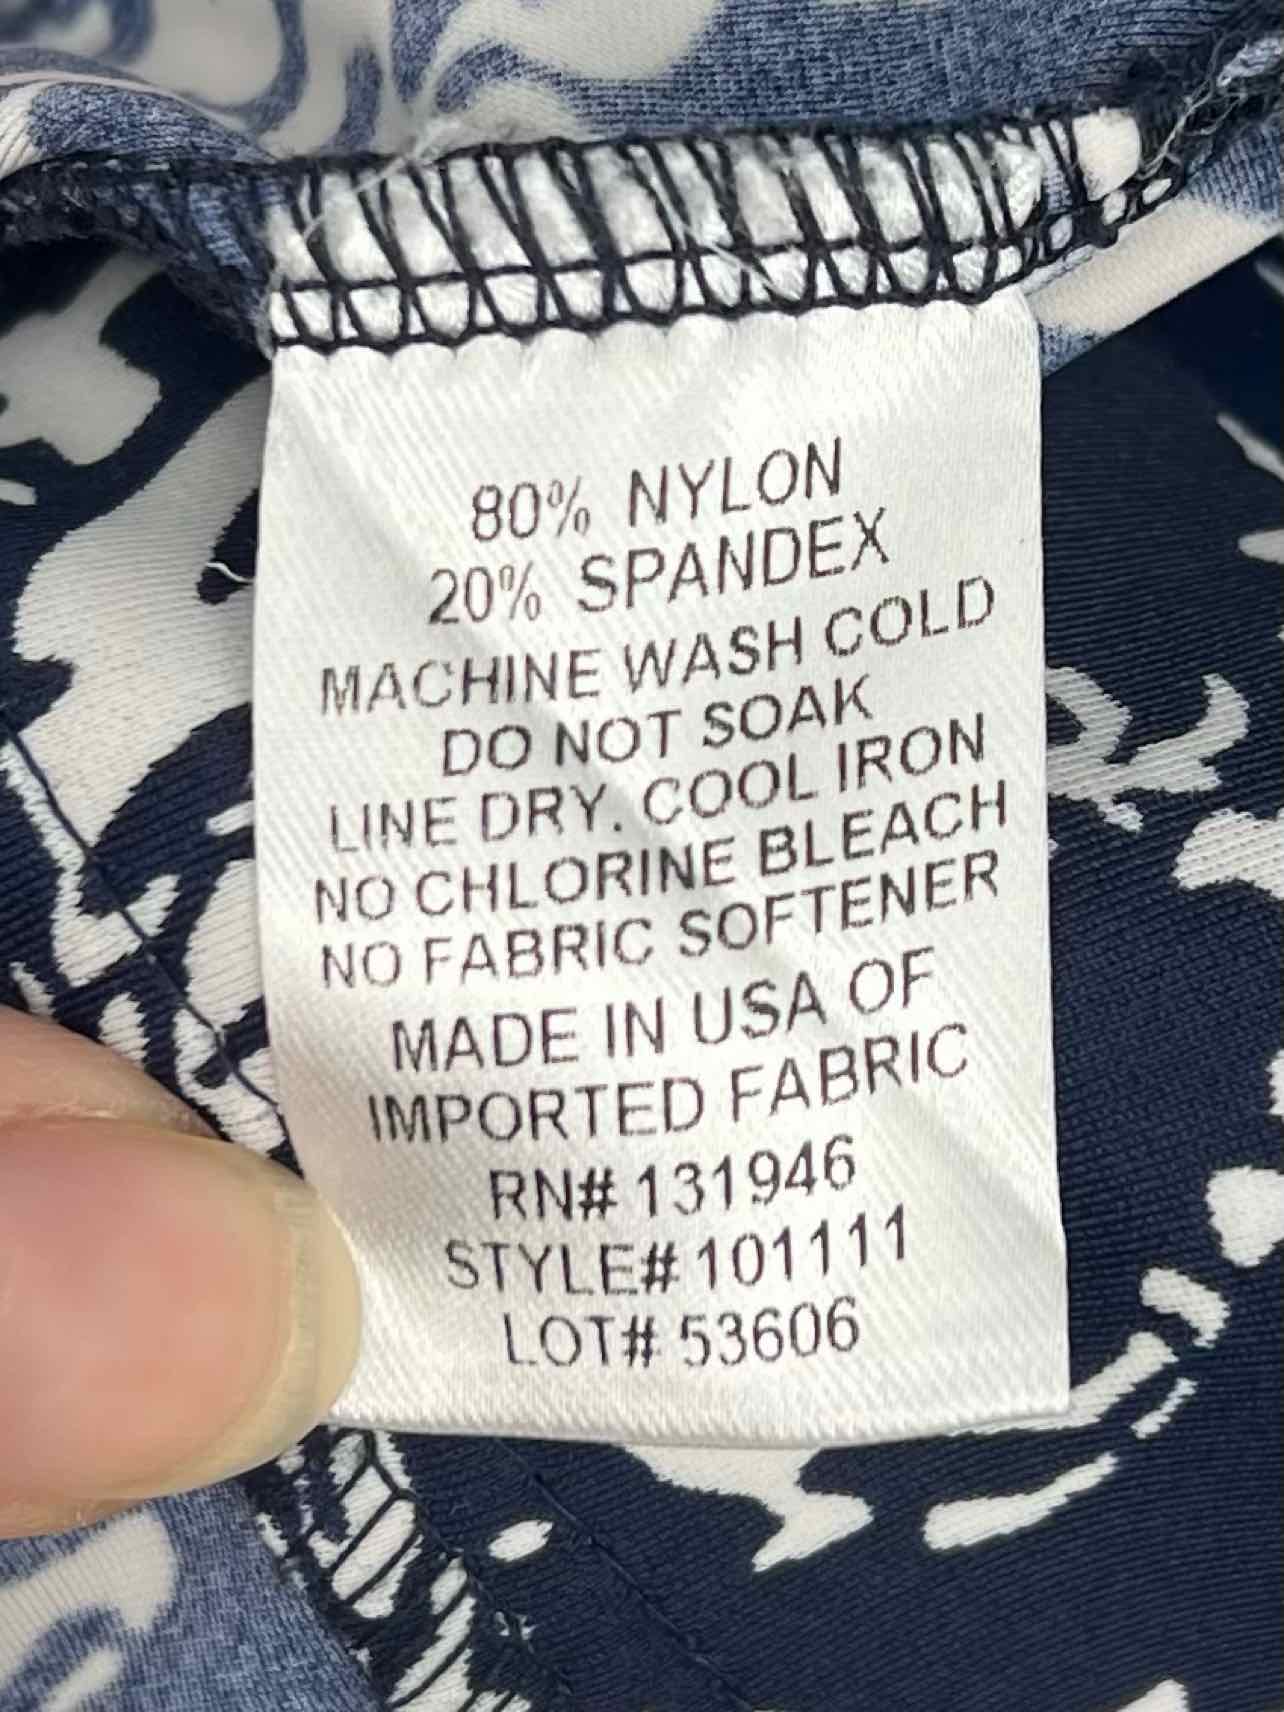 80% NYLON
20% SPANDEX
MACHINE WASH COLD
DO NOT SOAK
LINE DRY. COOL IRON
NO CHLORINE BLEACH
NO FABRIC SOFTENER
MADE IN USA OF
IMPORTED FABRIC
RN# 131946
STYLE# 101111
LOT# 53606